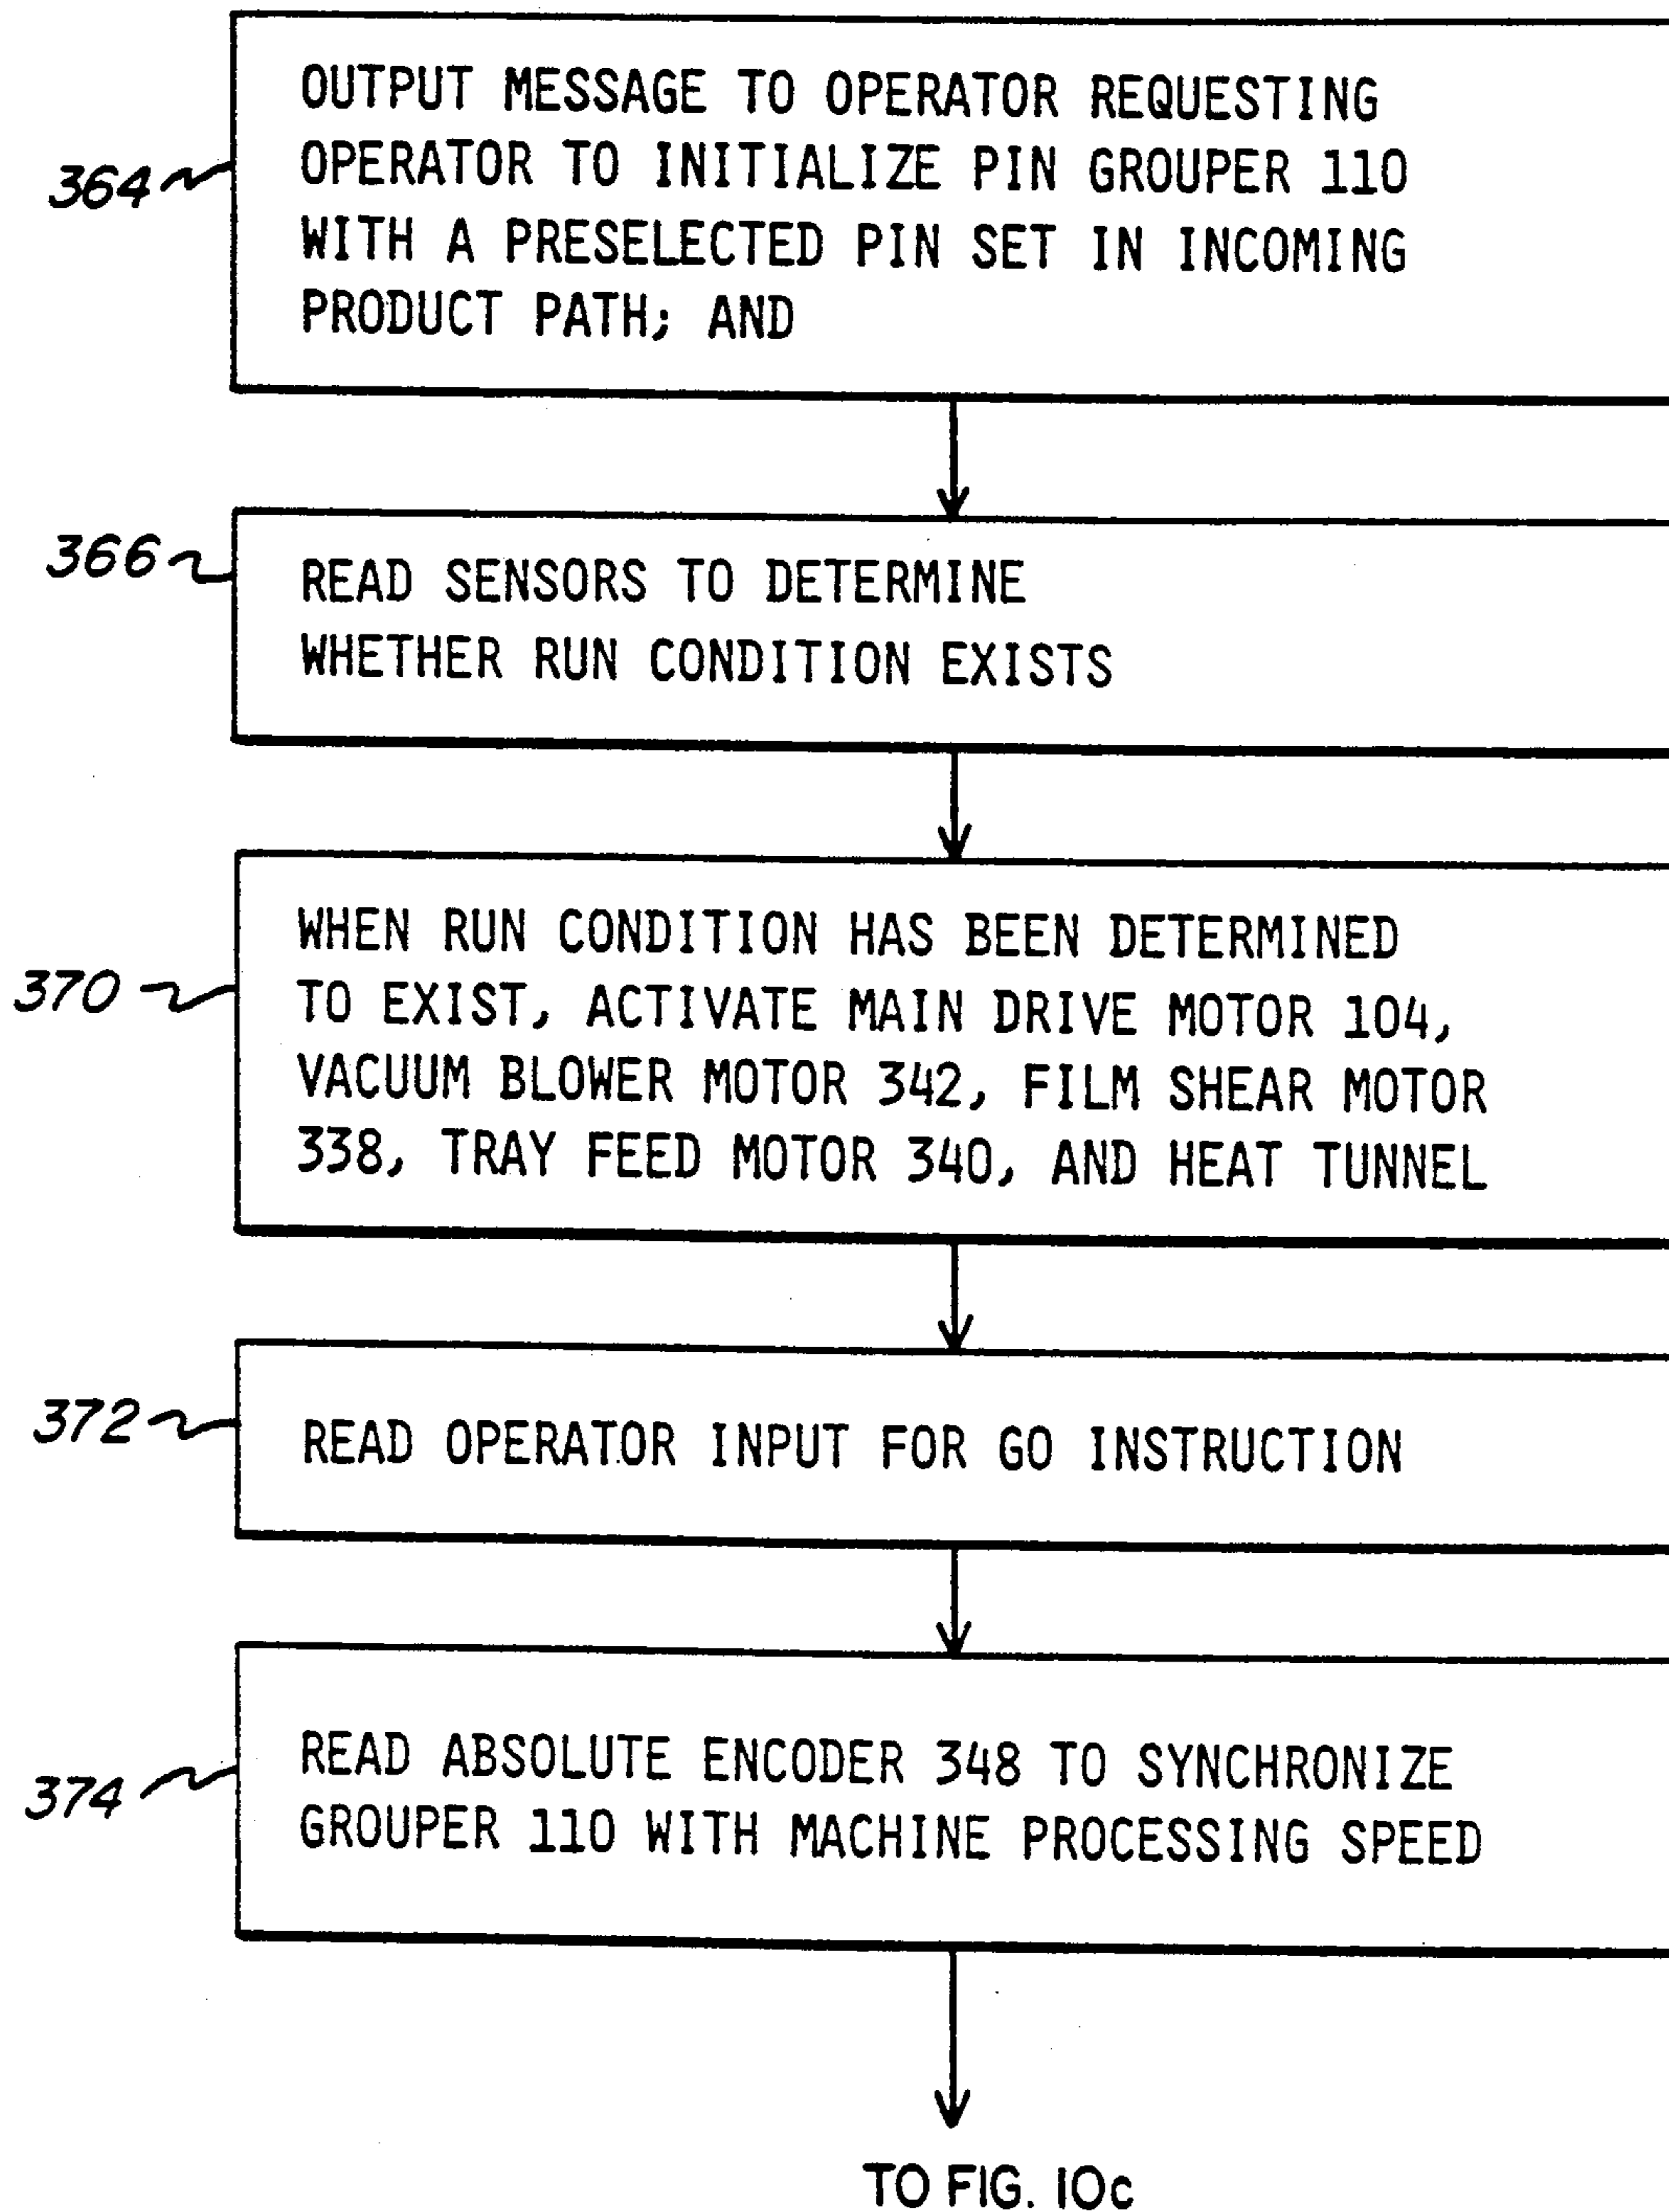 364
OUTPUT MESSAGE TO OPERATOR REQUESTING
OPERATOR TO INITIALIZE PIN GROUPER 110
WITH A PRESELECTED PIN SET IN INCOMING
PRODUCT PATH; AND
366
READ SENSORS TO DETERMINE
WHETHER RUN CONDITION EXISTS
370
WHEN RUN CONDITION HAS BEEN DETERMINED
TO EXIST, ACTIVATE MAIN DRIVE MOTOR 104,
VACUUM BLOWER MOTOR 342, FILM SHEAR MOTOR
338, TRAY FEED MOTOR 340, AND HEAT TUNNEL
372
READ OPERATOR INPUT FOR GO INSTRUCTION
374
READ ABSOLUTE ENCODER 348 TO SYNCHRONIZE
GROUPER 110 WITH MACHINE PROCESSING SPEED
TO FIG. 10c